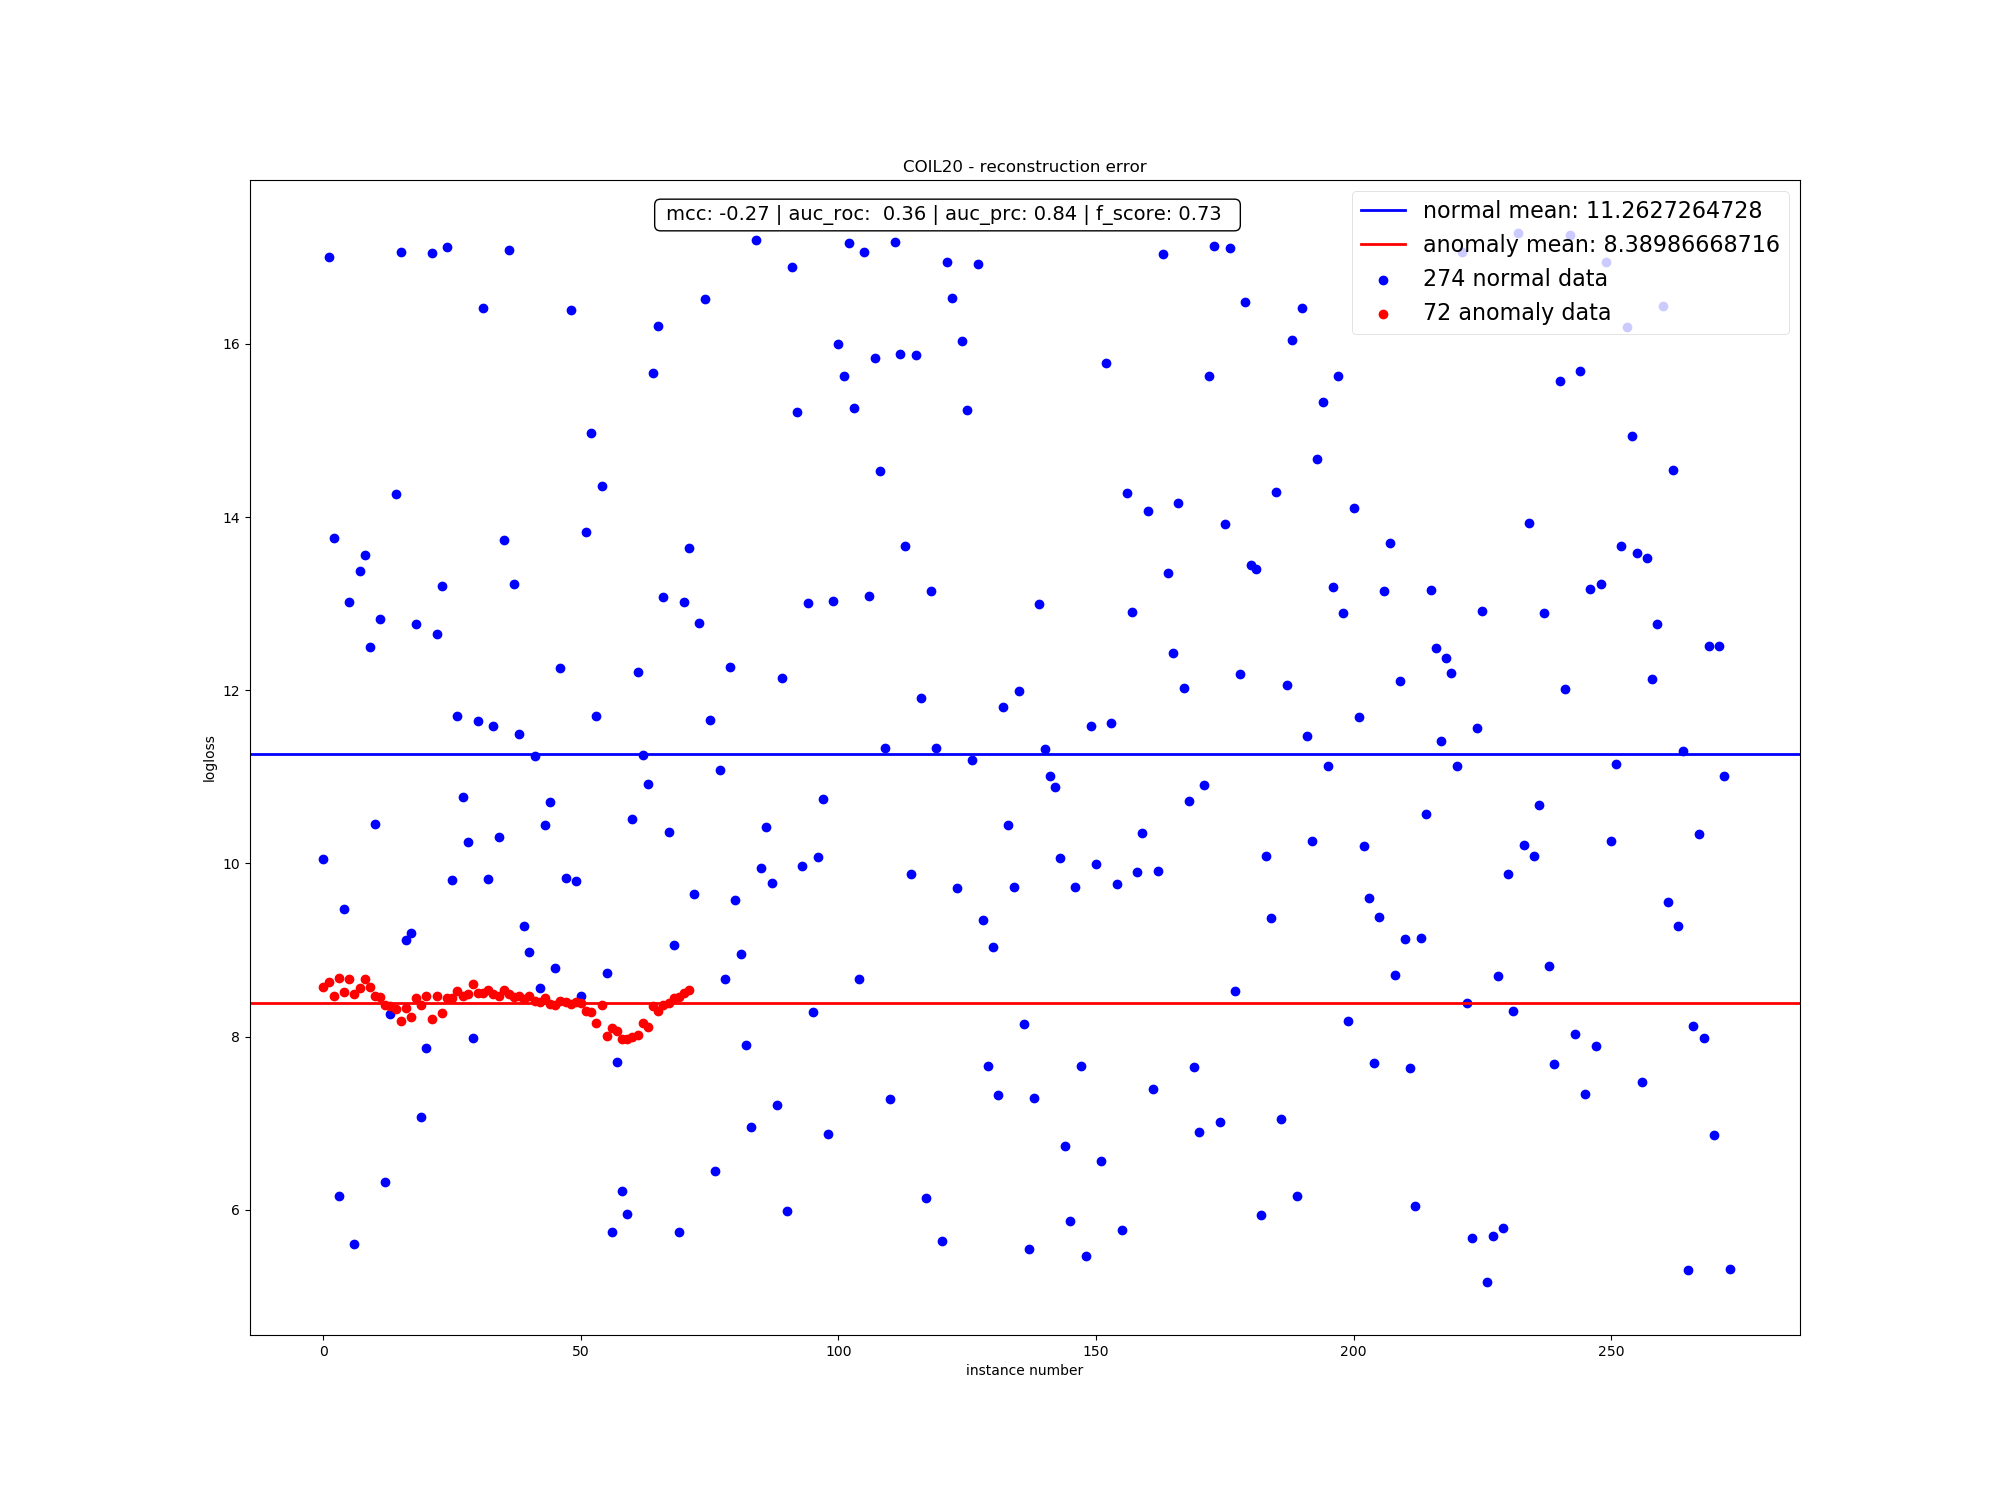 COIL20 - reconstruction error
mcc: -0.27 | auc_roc:  0.36 | auc_prc: 0.84 | f_score: 0.73
normal mean: 11.2627264728
anomaly mean: 8.38986668716
274 normal data
72 anomaly data
16
14
12
10
8
6
logloss
0 50 100 150 200 250
instance number